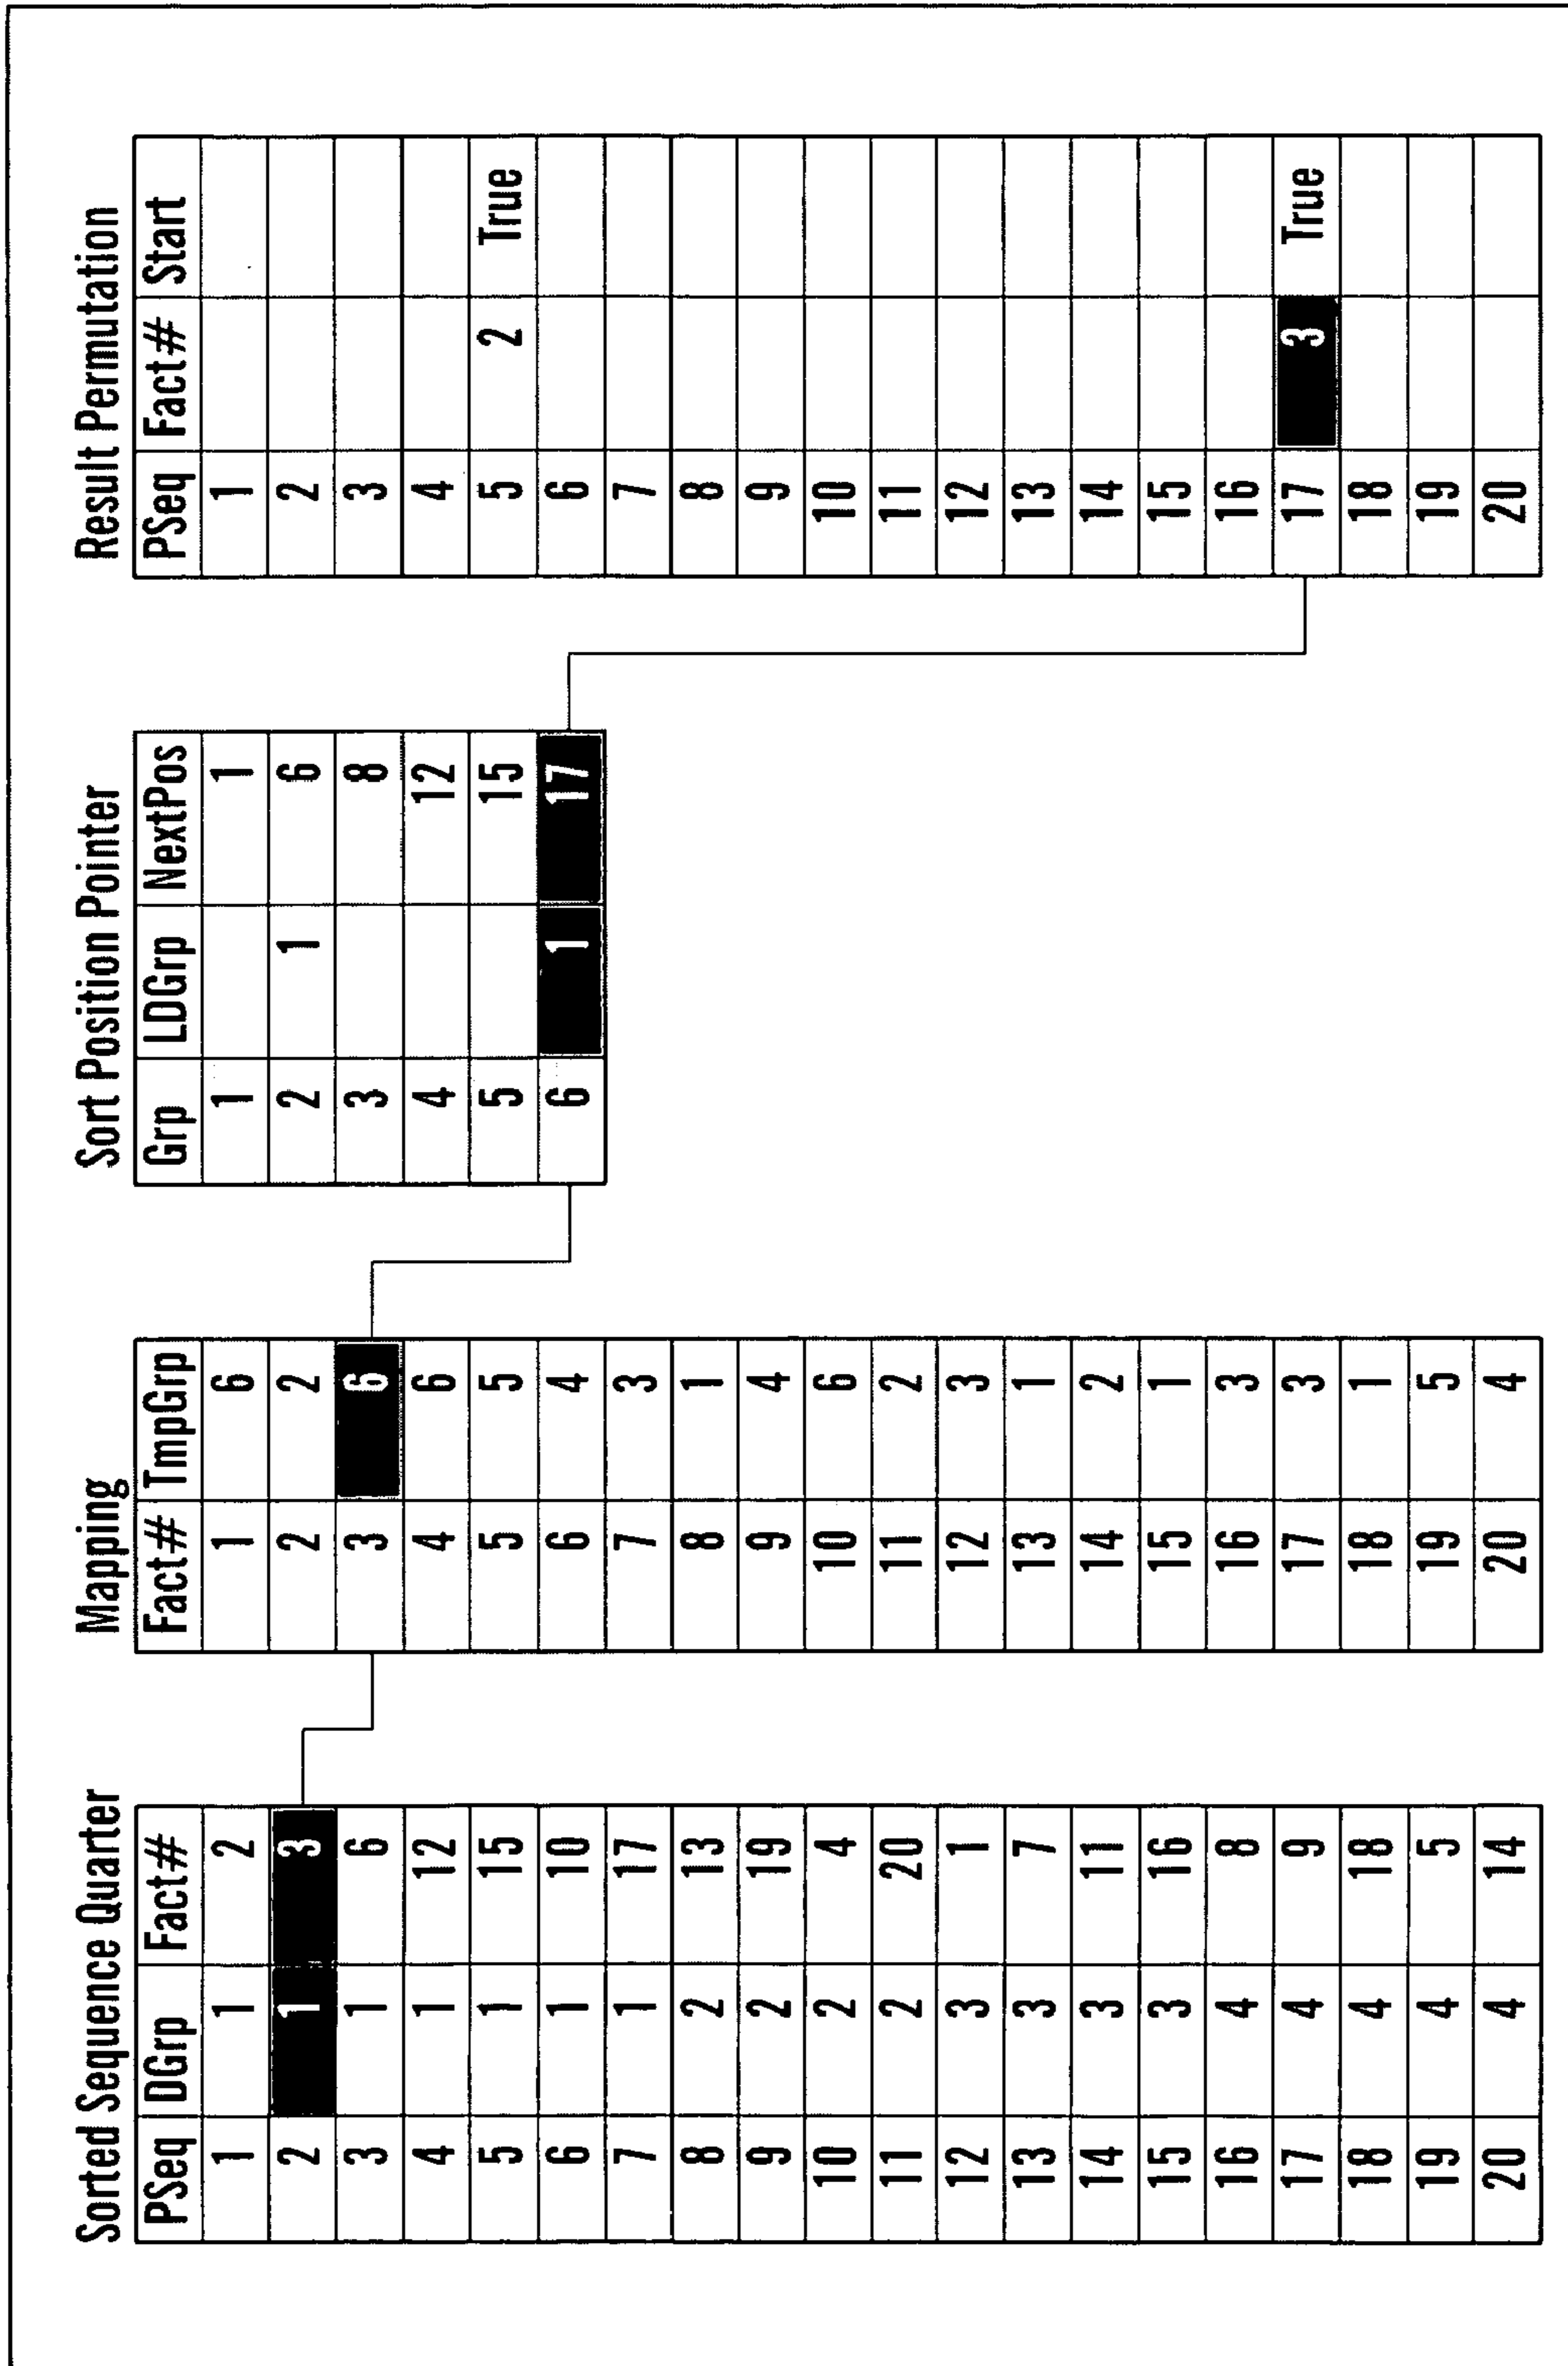 Sorted Sequence Quarter
PSeq DGrp Fact#
1 1 2
2 1 3
3 1 6
4 1 12
5 1 15
6 1 10
7 1 17
8 2 13
9 2 19
10 2 4
11 2 20
12 3 1
13 3 7
14 3 11
15 3 16
16 4 8
17 4 9
18 4 18
19 4 5
20 4 14
Mapping
Fact# TmpGrp
1 6
2 2
3 6
4 6
5 5
6 4
7 3
8 1
9 4
10 6
11 2
12 3
13 1
14 2
15 1
16 3
17 3
18 1
19 5
20 4
Sort Position Pointer
Grp LDGrp NextPos
1 1
2 1 6
3 8
4 12
5 15
6 1 17
Result Permutation
PSeq Fact# Start
1
2
3
4
5 2 True
6
7
8
9
10
11
12
13
14
15
16
17 3 True
18
19
20